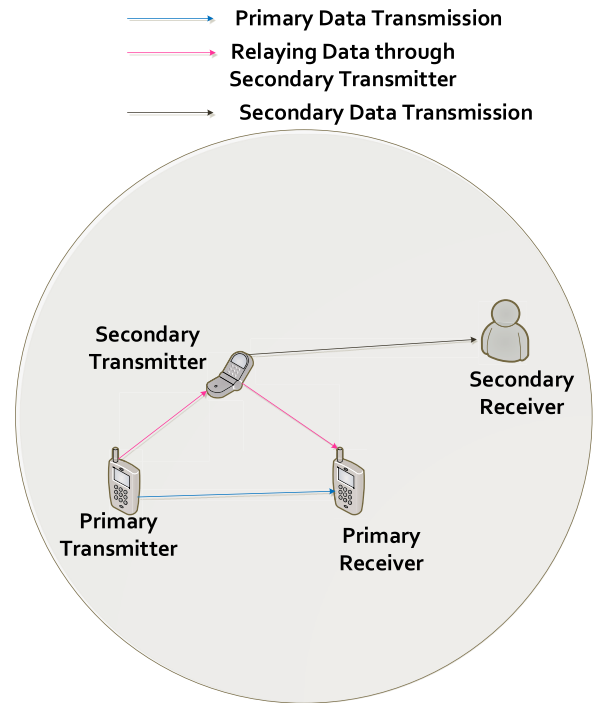 Primary Data Transmission
Relaying Data through
Secondary Transmitter
Secondary Data Transmission
Secondary
Transmitter
Secondary
Receiver
Primary
Transmitter
Primary
Receiver